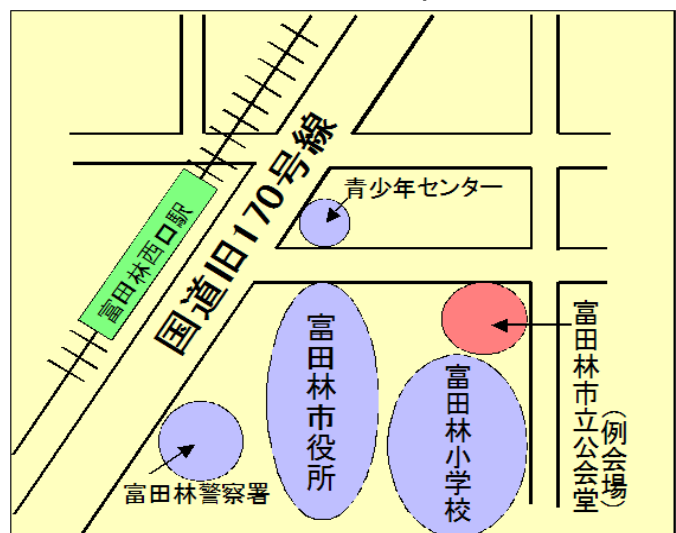 国道旧170号線
青少年センター
富田林西口駅
富田林市役所
富田林小学校
富田林市立公会堂
(例会場)
富田林警察署